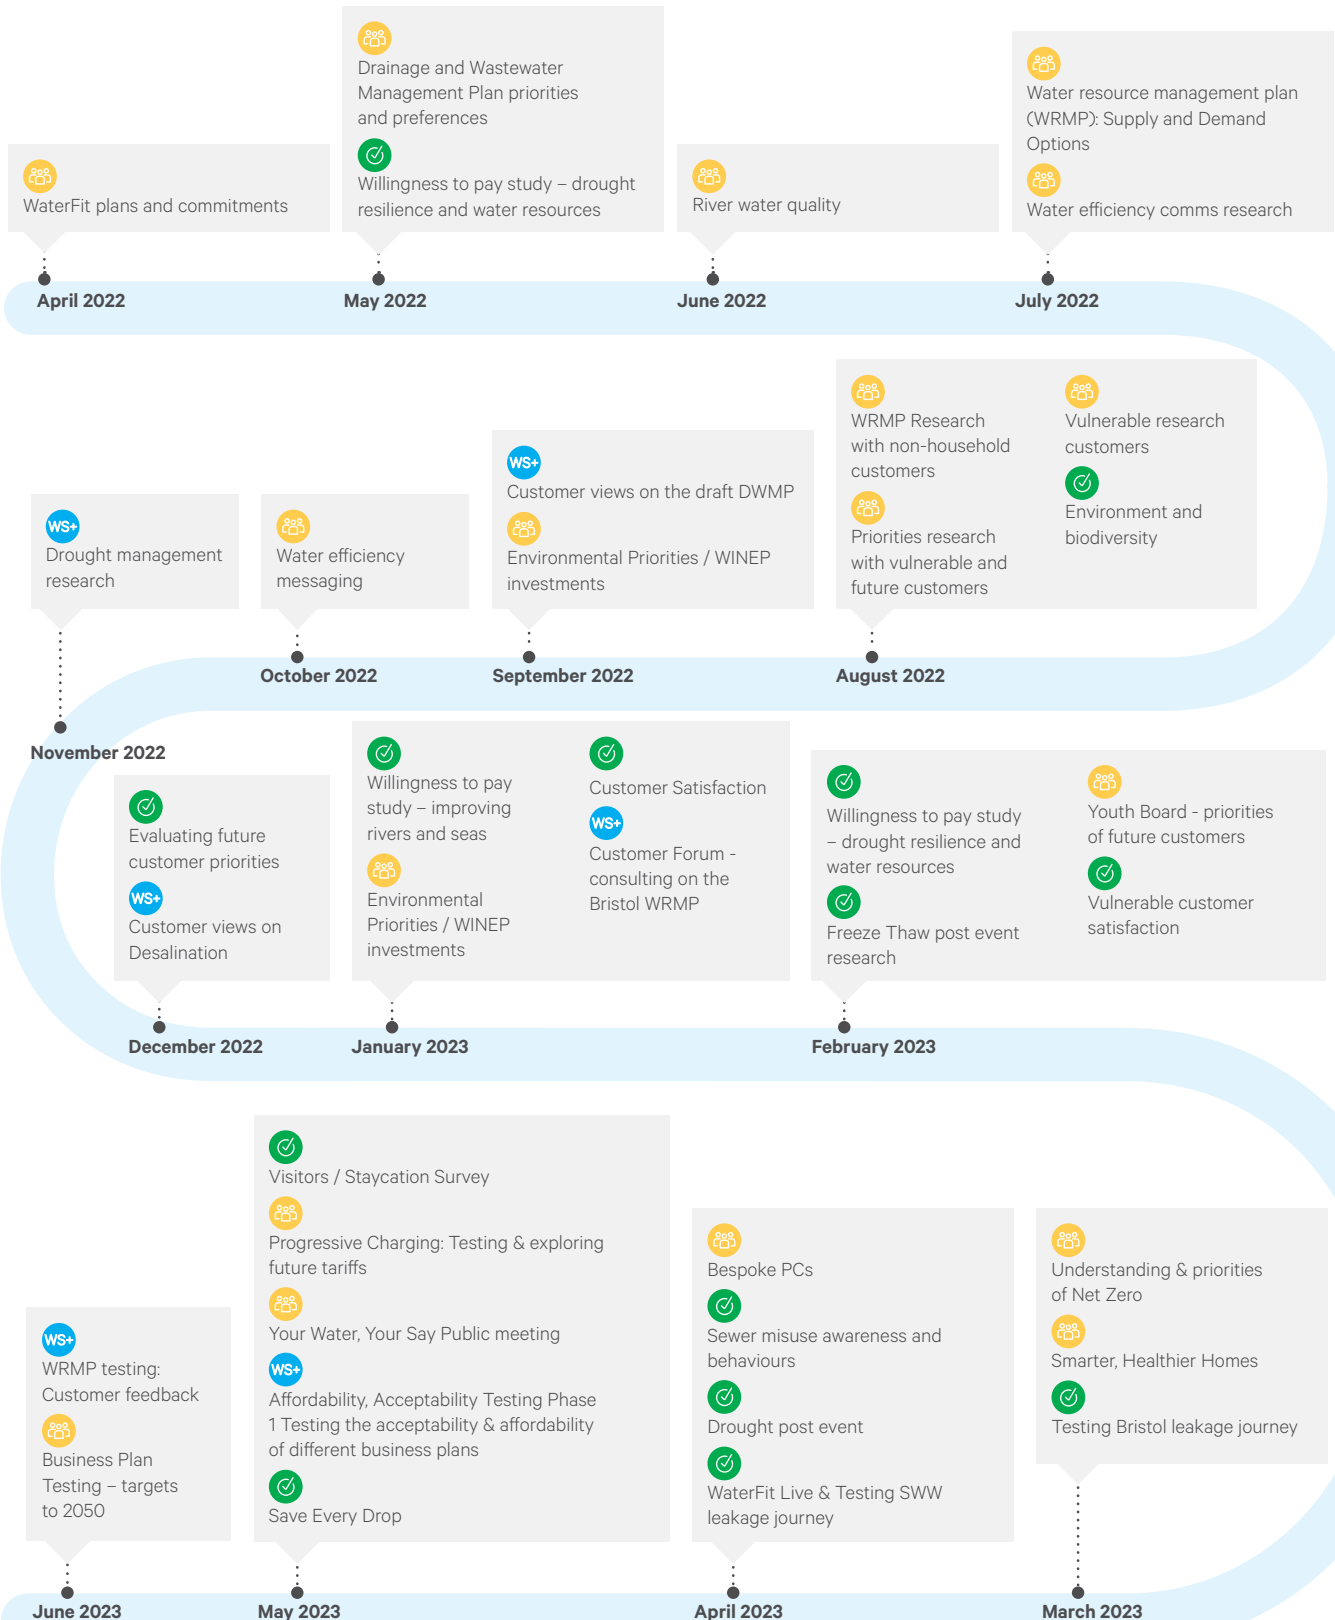 WaterFit plans and commitments
April 2022
Drainage and Wastewater
Management Plan priorities
and preferences
Willingness to pay study – drought
resilience and water resources
May 2022
River water quality
June 2022
Water resource management plan
(WRMP): Supply and Demand
Options
Water efficiency comms research
July 2022
WRMP Research
with non-household
customers
Priorities research
with vulnerable and
future customers
Vulnerable research
customers
Environment and
biodiversity
August 2022
WS+
Customer views on the draft DWMP
Environmental Priorities / WINEP
investments
September 2022
Water efficiency
messaging
October 2022
WS+
Drought management
research
November 2022
Evaluating future
customer priorities
WS+
Customer views on
Desalination
December 2022
Willingness to pay
study – improving
rivers and seas
Environmental
Priorities / WINEP
investments
Customer Satisfaction
WS+
Customer Forum -
consulting on the
Bristol WRMP
January 2023
Willingness to pay study
– drought resilience and
water resources
Freeze Thaw post event
research
Youth Board - priorities
of future customers
Vulnerable customer
satisfaction
February 2023
Understanding & priorities
of Net Zero
Smarter, Healthier Homes
Testing Bristol leakage journey
March 2023
Bespoke PCs
Sewer misuse awareness and
behaviours
Drought post event
WaterFit Live & Testing SWW
leakage journey
April 2023
Visitors / Staycation Survey
Progressive Charging: Testing & exploring
future tariffs
Your Water, Your Say Public meeting
WS+
Affordability, Acceptability Testing Phase
1 Testing the acceptability & affordability
of different business plans
Save Every Drop
May 2023
WS+
WRMP testing:
Customer feedback
Business Plan
Testing – targets
to 2050
June 2023